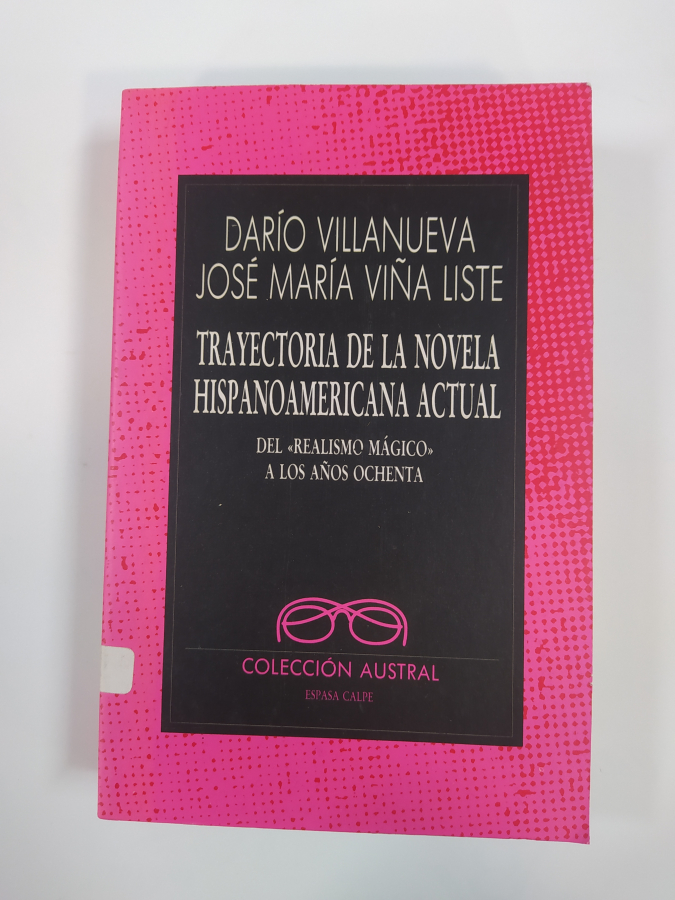 DARÍO VILLANUEVA
JOSÉ MARÍA VIÑA LISTE
TRAYECTORIA DE LA NOVELA
HISPANOAMERICANA ACTUAL
DEL «REALISMO MÁGICO»
A LOS AÑOS OCHENTA
COLECCIÓN AUSTRAL
ESPASA CALPE